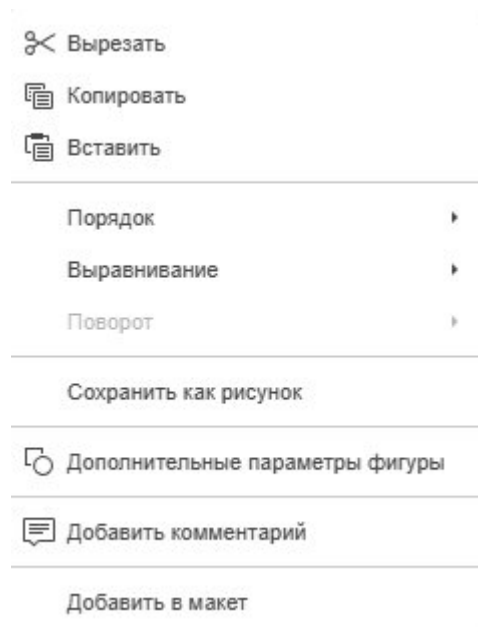 Вырезать
Копировать
Вставить
Порядок
Выравнивание
Поворот
Сохранить как рисунок
Дополнительные параметры фигуры
Добавить комментарий
Добавить в макет